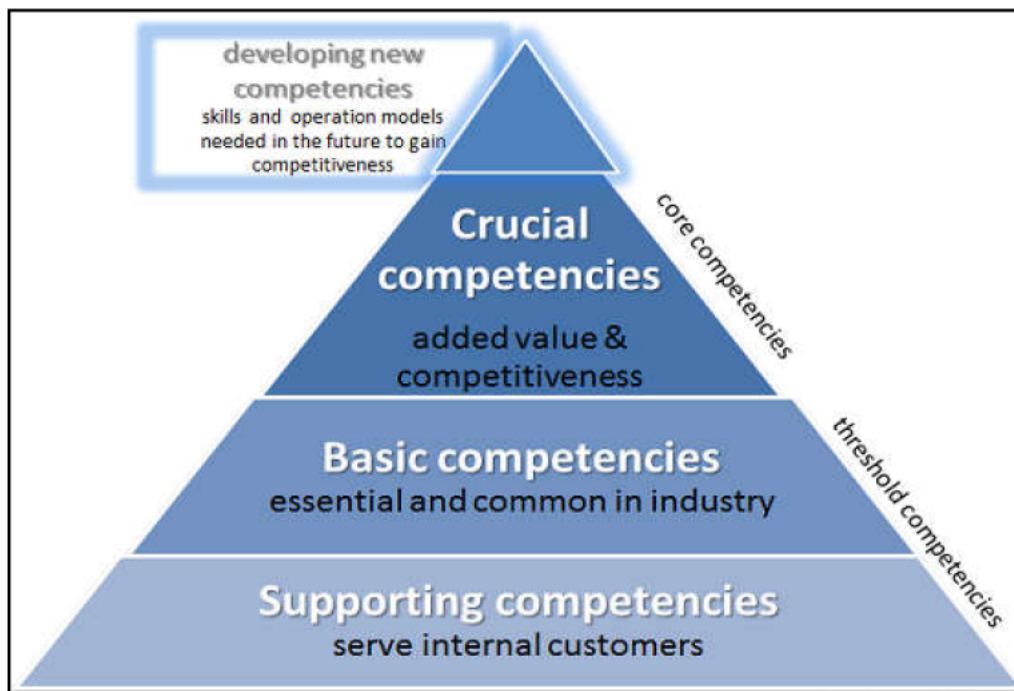 developing new
competencies
skills and operation models
needed in the future to gain
competitiveness
Crucial
competencies
added value &
competitiveness
core competencies
Basic competencies
essential and common in industry
threshold competencies
Supporting competencies
serve internal customers